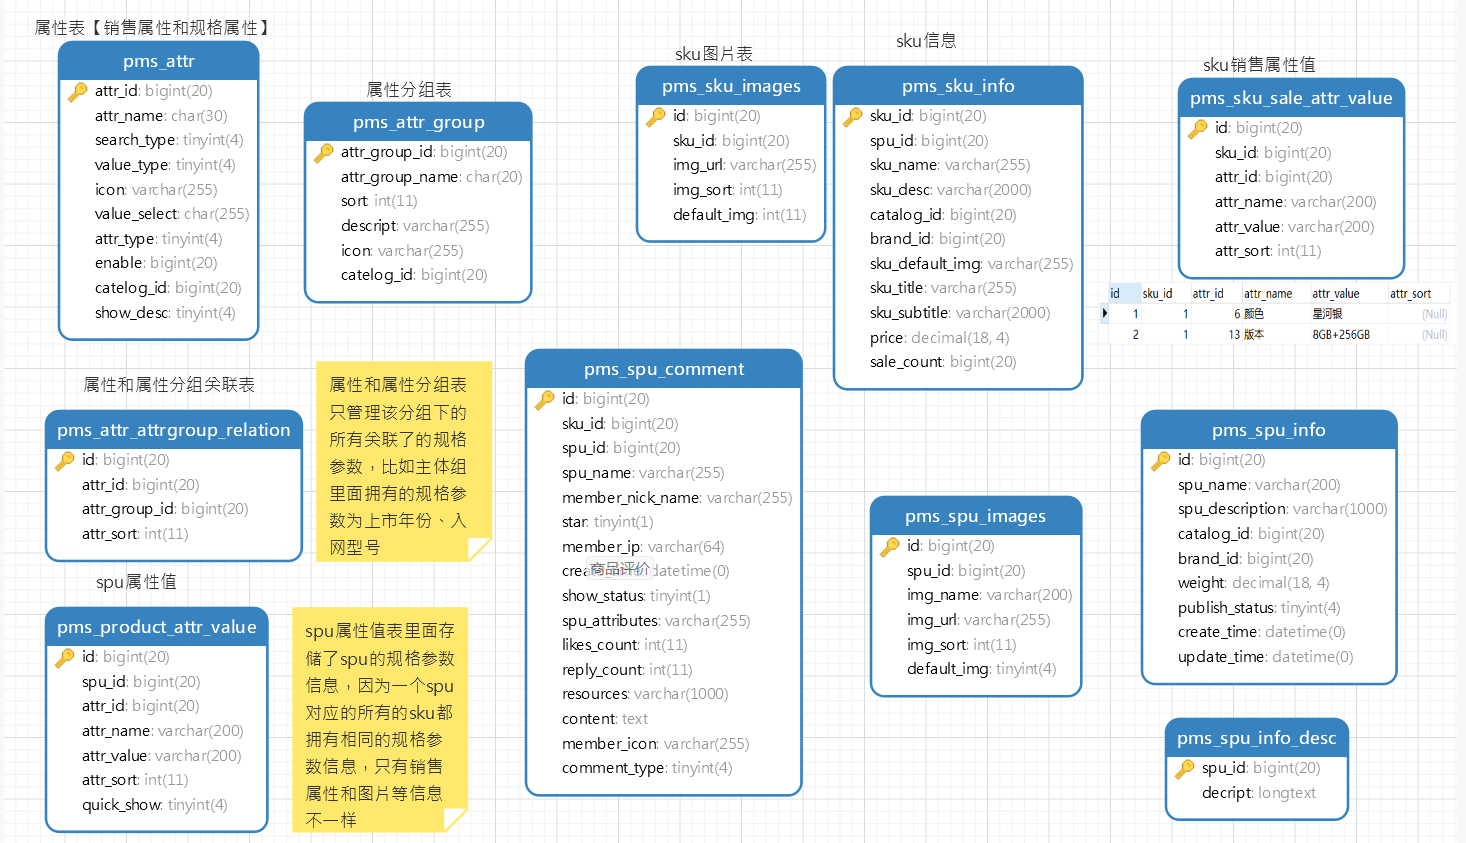 属性表【销售属性和规格属性】
pms_attr
attr_id: bigint(20)
attr_name: char(30)
search_type: tinyint(4)
value_type: tinyint(4)
icon: varchar(255)
value_select: char(255)
attr_type: tinyint(4)
enable: bigint(20)
catelog_id: bigint(20)
show_desc: tinyint(4)
属性分组表
pms_attr_group
attr_group_id: bigint(20)
attr_group_name: char(20)
sort: int(11)
descript: varchar(255)
icon: varchar(255)
catelog_id: bigint(20)
sku图片表
pms_sku_images
id: bigint(20)
sku_id: bigint(20)
img_url: varchar(255)
img_sort: int(11)
default_img: int(11)
sku信息
pms_sku_info
sku_id: bigint(20)
spu_id: bigint(20)
sku_name: varchar(255)
sku_desc: varchar(2000)
catalog_id: bigint(20)
brand_id: bigint(20)
sku_default_img: varchar(255)
sku_title: varchar(255)
sku_subtitle: varchar(2000)
price: decimal(18, 4)
sale_count: bigint(20)
sku销售属性值
pms_sku_sale_attr_value
id: bigint(20)
sku_id: bigint(20)
attr_id: bigint(20)
attr_name: varchar(200)
attr_value: varchar(200)
attr_sort: int(11)
id sku_id attr_id attr_name attr_value attr_sort
1 1 6 颜色 星河银 (Null)
2 1 13 版本 8GB+256GB (Null)
属性和属性分组关联表
pms_attr_attrgroup_relation
id: bigint(20)
attr_id: bigint(20)
attr_group_id: bigint(20)
attr_sort: int(11)
属性和属性分组表
只管理该分组下的
所有关联了的规格
参数，比如主体组
里面拥有的规格参
数为上市年份、入
网型号
pms_spu_comment
id: bigint(20)
sku_id: bigint(20)
spu_id: bigint(20)
spu_name: varchar(255)
member_nick_name: varchar(255)
star: tinyint(1)
member_ip: varchar(64)
datetime(0)
商品评价
show_status: tinyint(1)
spu_attributes: varchar(255)
likes_count: int(11)
reply_count: int(11)
resources: varchar(1000)
content: text
member_icon: varchar(255)
comment_type: tinyint(4)
pms_spu_images
id: bigint(20)
spu_id: bigint(20)
img_name: varchar(200)
img_url: varchar(255)
img_sort: int(11)
default_img: tinyint(4)
pms_spu_info
id: bigint(20)
spu_name: varchar(200)
spu_description: varchar(1000)
catalog_id: bigint(20)
brand_id: bigint(20)
weight: decimal(18, 4)
publish_status: tinyint(4)
create_time: datetime(0)
update_time: datetime(0)
spu属性值
pms_product_attr_value
id: bigint(20)
spu_id: bigint(20)
attr_id: bigint(20)
attr_name: varchar(200)
attr_value: varchar(200)
attr_sort: int(11)
quick_show: tinyint(4)
spu属性值表里面存
储了spu的规格参数
信息，因为一个spu
对应的所有的sku都
拥有相同的规格参
数信息，只有销售
属性和图片等信息
不一样
pms_spu_info_desc
spu_id: bigint(20)
decript: longtext